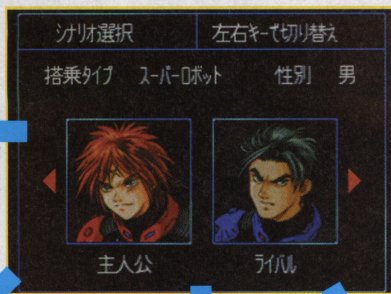 シナリオ選択 左右キーで切り替え
搭乗タイプ スーパーロボット 性別 男
主人公 ライバル